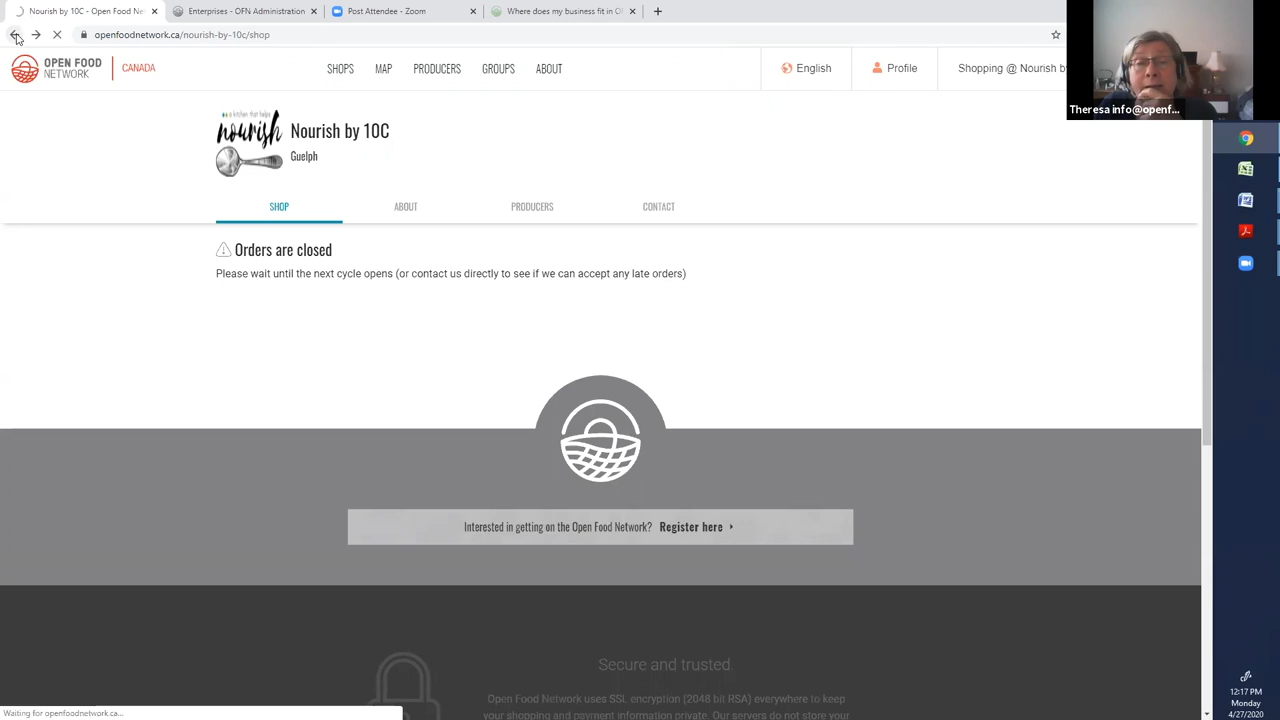 Nourish by 10C - Open Food Ne
Enterprises - OFN Administration
Post Attendee - Zoom
Where does my business fit in OF
openfoodnetwork.ca/nourish-by-10c/shop
OPEN FOOD NETWORK CANADA
SHOPS MAP PRODUCERS GROUPS ABOUT
English Profile Shopping @ Nourish by
Theresa info@openf...
a kitchen that helps
nourish
Nourish by 10C
Guelph
SHOP ABOUT PRODUCERS CONTACT
Orders are closed
Please wait until the next cycle opens (or contact us directly to see if we can accept any late orders)
Interested in getting on the Open Food Network? Register here
Secure and trusted.
Open Food Network uses SSL encryption (2048 bit RSA) everywhere to keep
your shopping and payment information private. Our servers do not store your
Waiting for openfoodnetwork.ca...
12:17 PM
Monday
4/27/2020